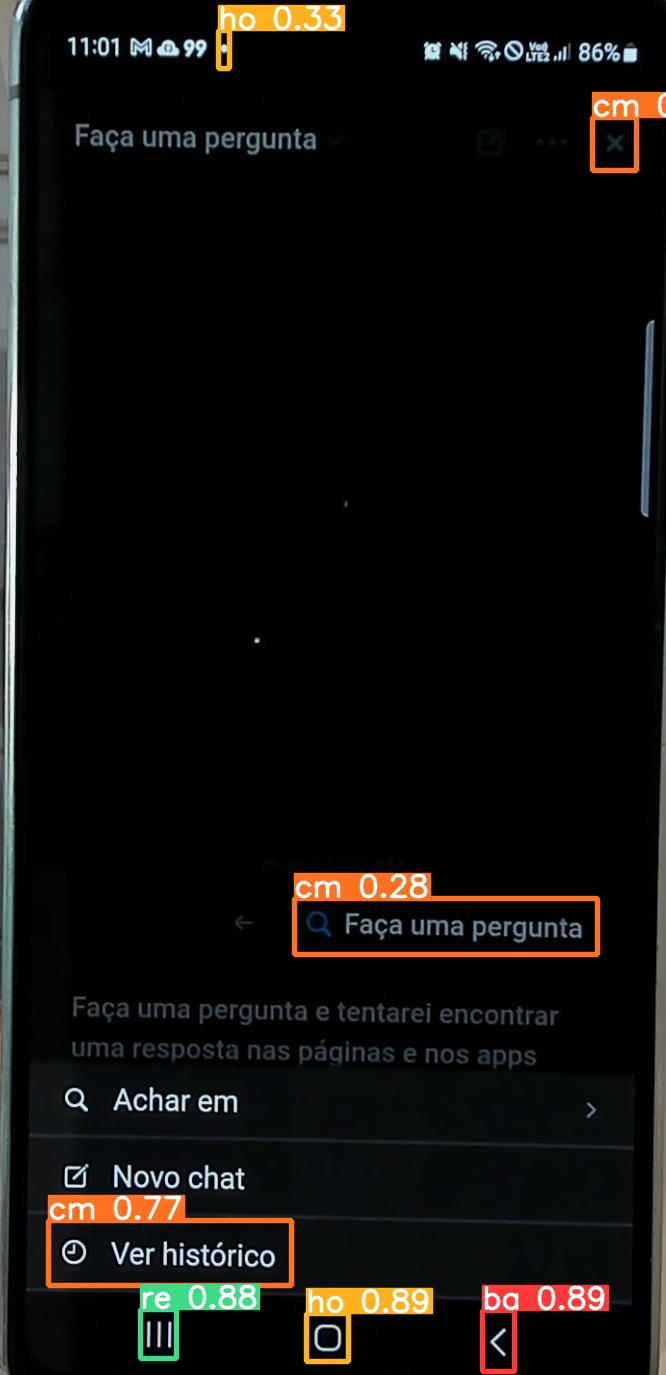 ho 0.33
11:01 99 86%
cm 0
Faça uma pergunta
cm 0.28
Faça uma pergunta
Faça uma pergunta e tentarei encontrar
uma resposta nas páginas e nos apps
Achar em
Novo chat
cm 0.77
Ver histórico
re 0.88 ho 0.89 ba 0.89